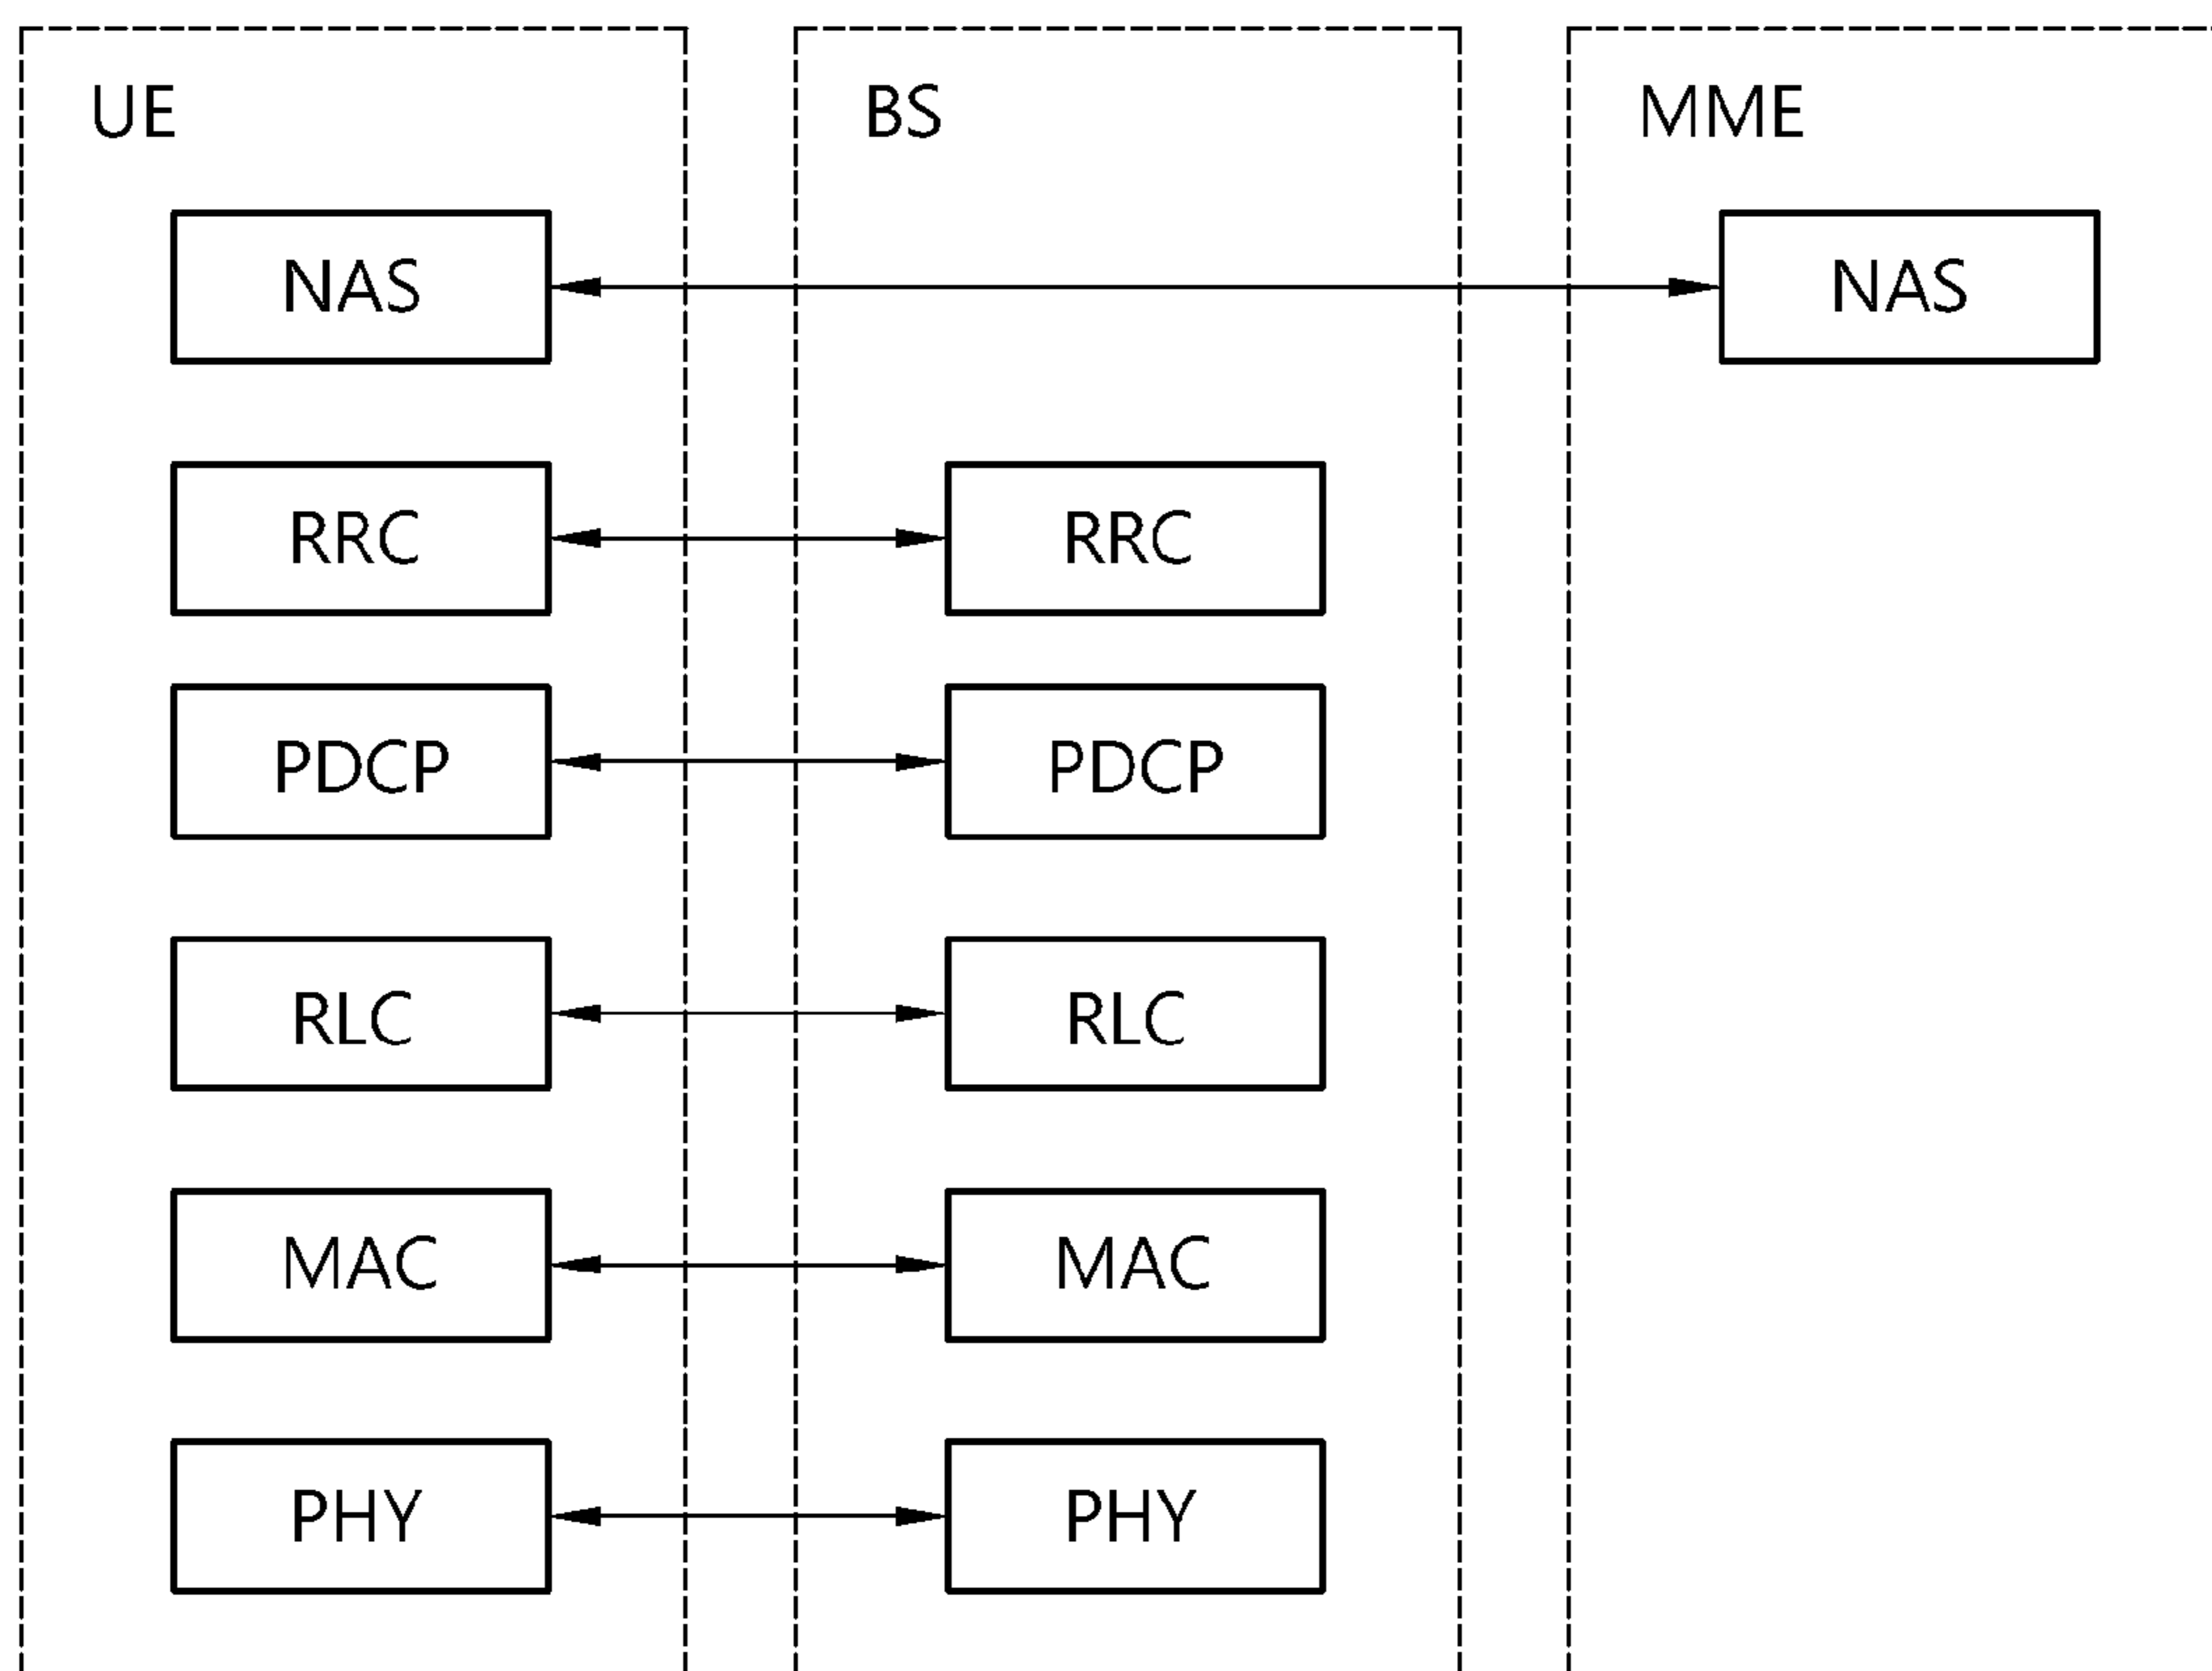 UE BS MME
NAS NAS
RRC RRC
PDCP PDCP
RLC RLC
MAC MAC
PHY PHY